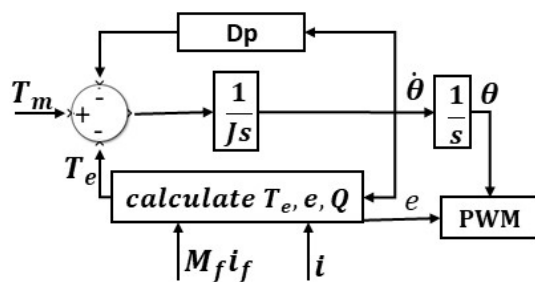 Dp
T_m
+
-
-
1
Js
θ̇
1
s
θ
T_e
calculate T_e, e, Q
e
PWM
M_f i_f
i